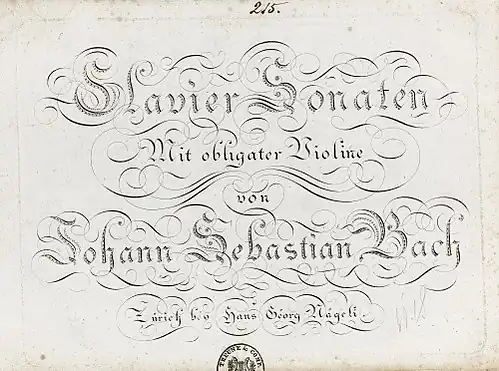 215.
Clavier Sonaten
Mit obligater Violine
von
Johann Sebastian Bach
Zürich bey Hans Georg Nägeli.